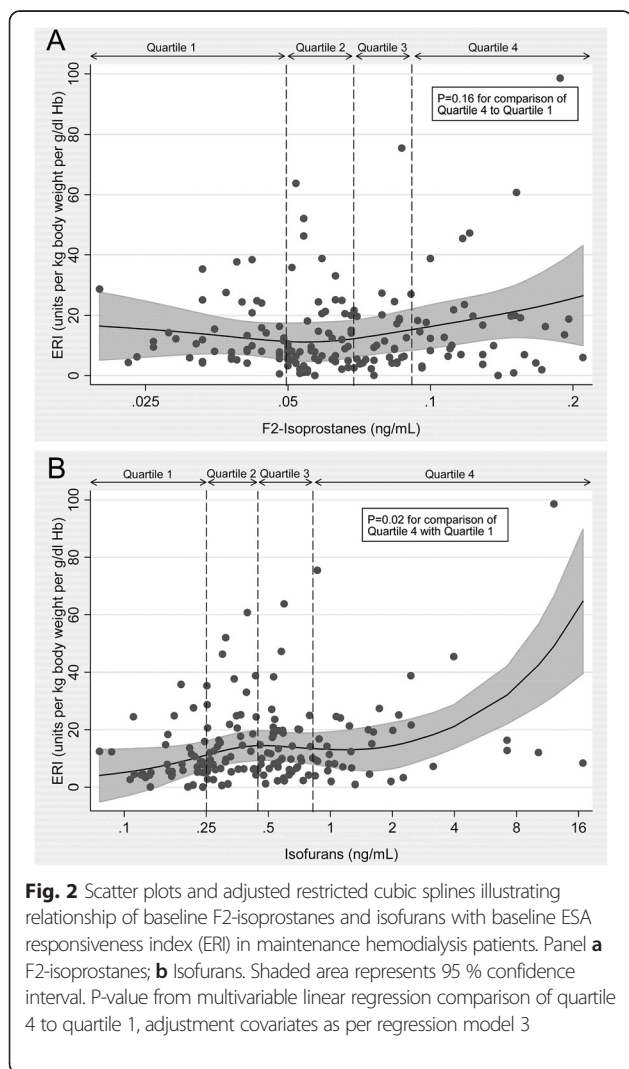 A
Quartile 1 Quartile 2 Quartile 3 Quartile 4
P=0.16 for comparison of
Quartile 4 to Quartile 1
ERI (units per kg body weight per g/dl Hb)
100
80
60
40
20
0
.025 .05 .1 .2
F2-Isoprostanes (ng/mL)
B
Quartile 1 Quartile 2 Quartile 3 Quartile 4
P=0.02 for comparison of
Quartile 4 with Quartile 1
ERI (units per kg body weight per g/dl Hb)
100
80
60
40
20
0
.1 .25 .5 1 2 4 8 16
Isofurans (ng/mL)
Fig. 2 Scatter plots and adjusted restricted cubic splines illustrating
relationship of baseline F2-isoprostanes and isofurans with baseline ESA
responsiveness index (ERI) in maintenance hemodialysis patients. Panel a
F2-isoprostanes; b Isofurans. Shaded area represents 95 % confidence
interval. P-value from multivariable linear regression comparison of quartile
4 to quartile 1, adjustment covariates as per regression model 3